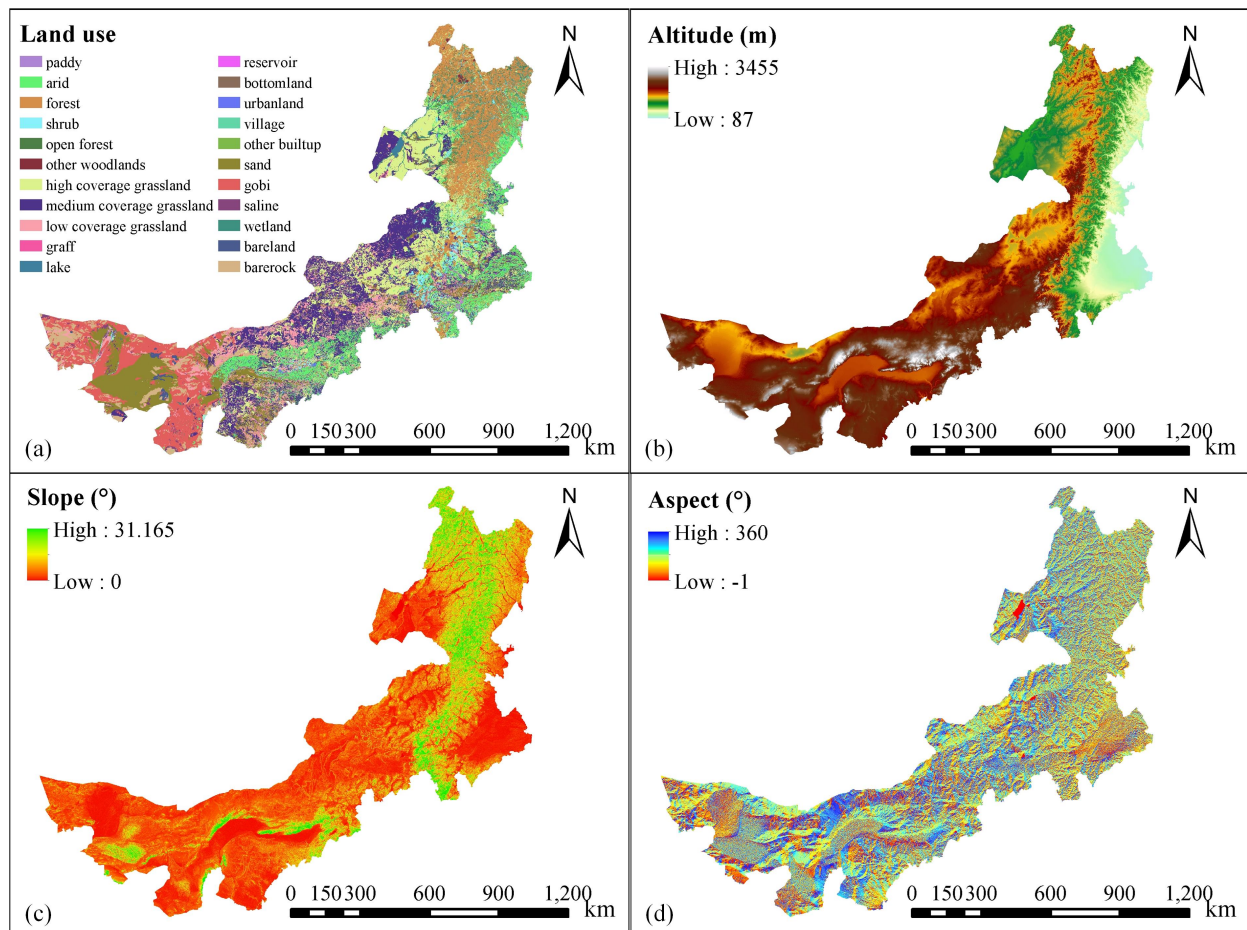 Land use
paddy
arid
forest
shrub
open forest
other woodlands
high coverage grassland
medium coverage grassland
low coverage grassland
graff
lake
reservoir
bottomland
urbanland
village
other builtup
sand
gobi
saline
wetland
bareland
barerock
N
0 150 300 600 900 1,200
km
(a)
Altitude (m)
High : 3455
Low : 87
N
0 150 300 600 900 1,200
km
(b)
Slope (°)
High : 31.165
Low : 0
N
0 150 300 600 900 1,200
km
(c)
Aspect (°)
High : 360
Low : -1
N
0 150 300 600 900 1,200
km
(d)